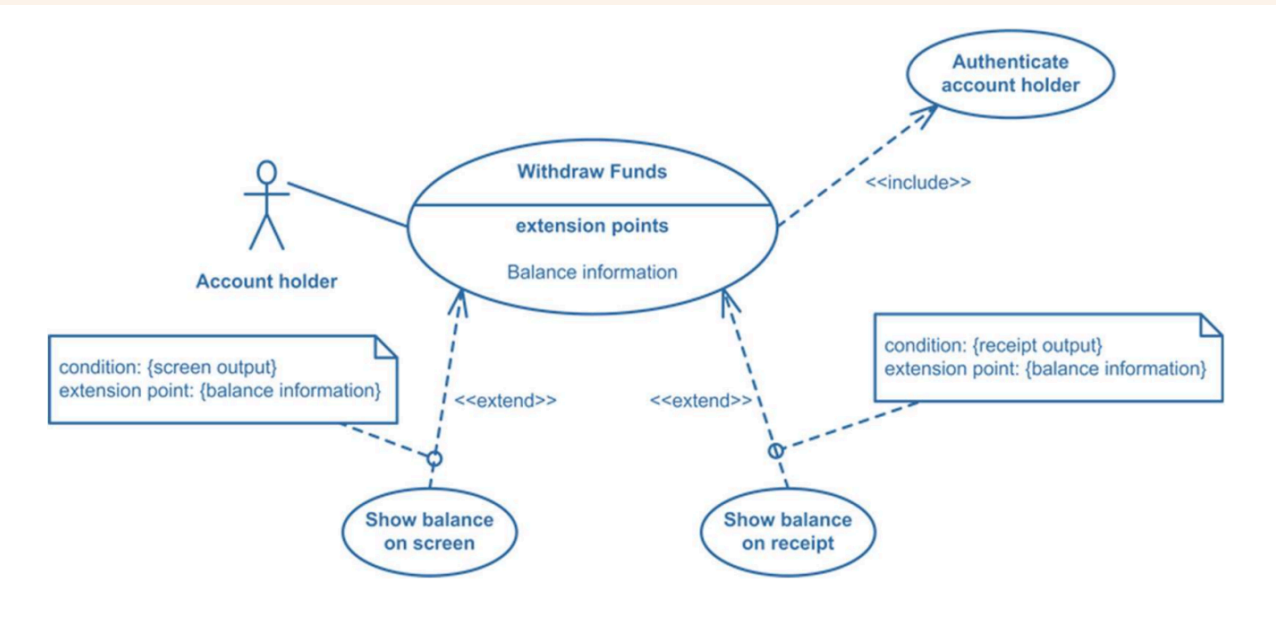 Authenticate
account holder
Withdraw Funds
<<include>>
extension points
Balance information
Account holder
condition: {screen output}
extension point: {balance information}
condition: {receipt output}
extension point: {balance information}
<<extend>>
<<extend>>
Show balance
on screen
Show balance
on receipt